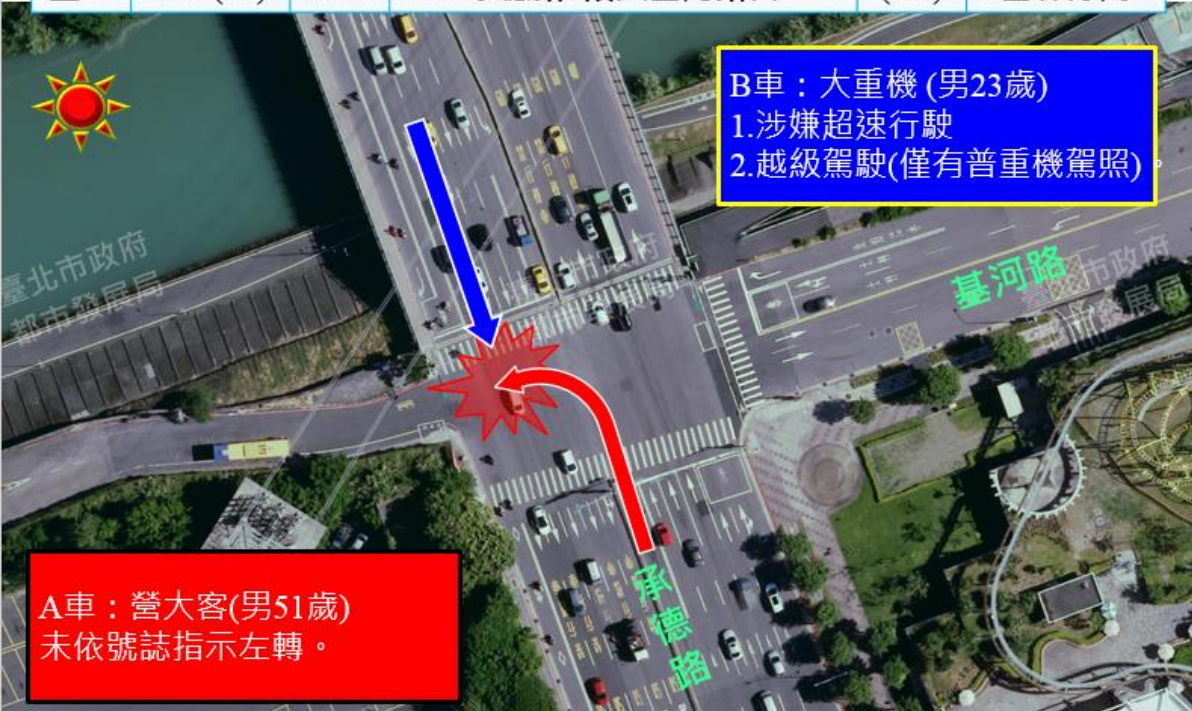 B車：大重機 (男23歲)
1.涉嫌超速行駛
2.越級駕駛(僅有普重機駕照)。
臺北市政府
都市發展局
基河路
市政府
A車：營大客(男51歲)
未依號誌指示左轉。
承德路